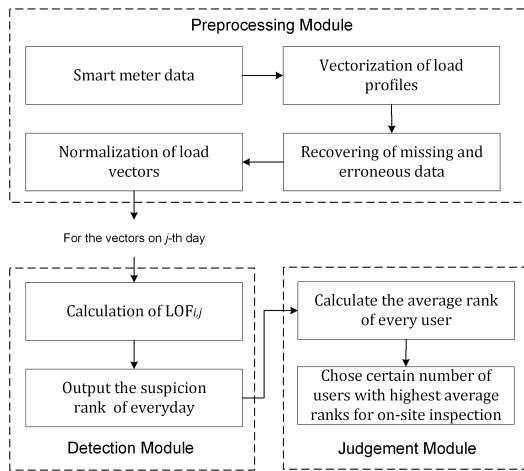 Preprocessing Module
Smart meter data
Vectorization of load
profiles
Normalization of load
vectors
Recovering of missing and
erroneous data
For the vectors on j-th day
Calculation of LOFi,j
Output the suspicion
rank of everyday
Detection Module
Calculate the average rank
of every user
Chose certain number of
users with highest average
ranks for on-site inspection
Judgement Module